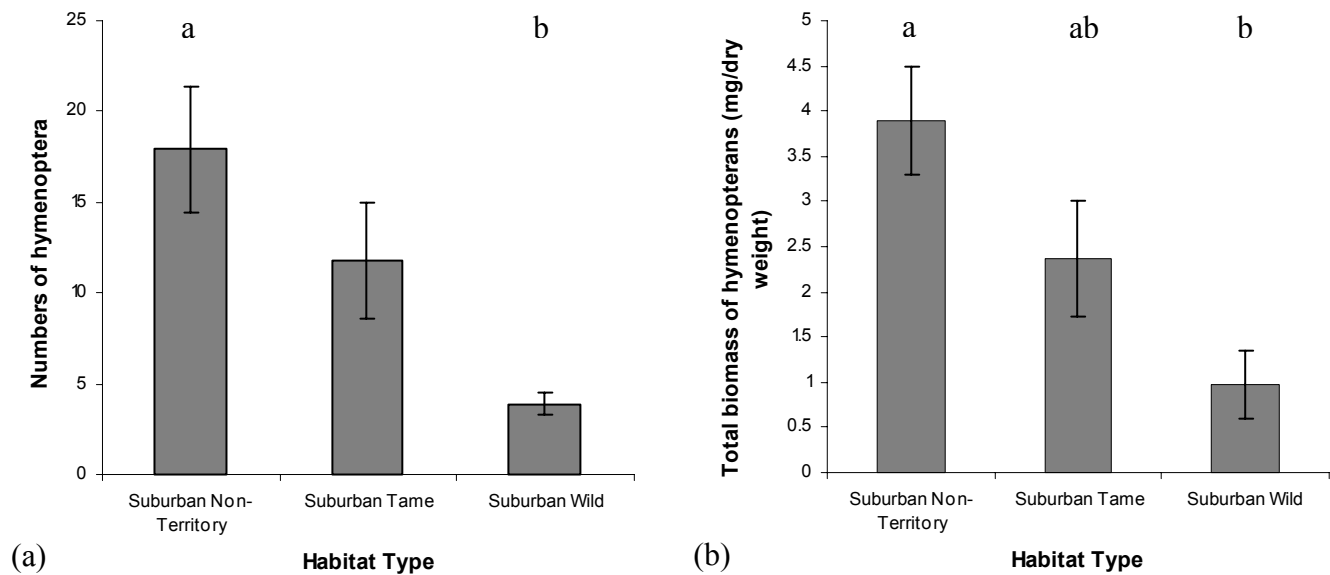 a
b
25
20
15
10
5
0
Numbers of hymenoptera
Suburban Non-
Territory
Suburban Tame
Suburban Wild
Habitat Type
(a)
a
ab
b
5
4.5
4
3.5
3
2.5
2
1.5
1
0.5
0
Total biomass of hymenopterans (mg/dry
weight)
Suburban Non-
Territory
Suburban Tame
Suburban Wild
Habitat Type
(b)